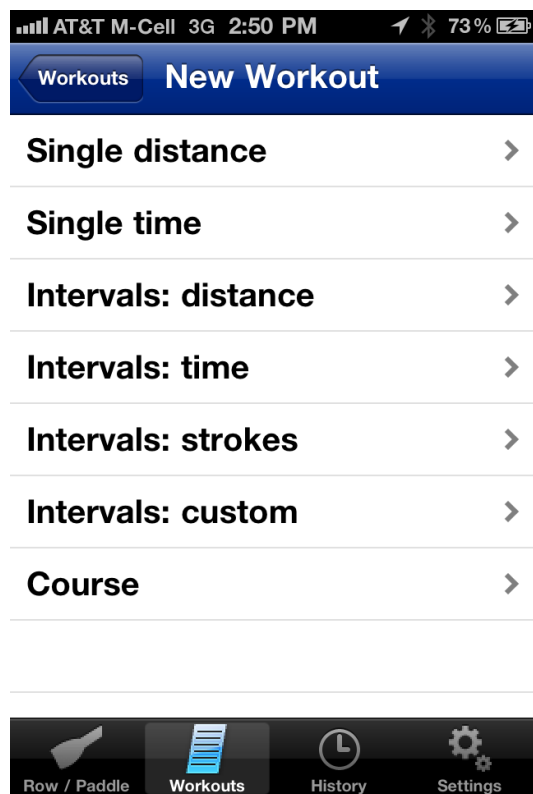 AT&T M-Cell 3G 2:50 PM 73%
Workouts New Workout
Single distance
Single time
Intervals: distance
Intervals: time
Intervals: strokes
Intervals: custom
Course
Row / Paddle Workouts History Settings